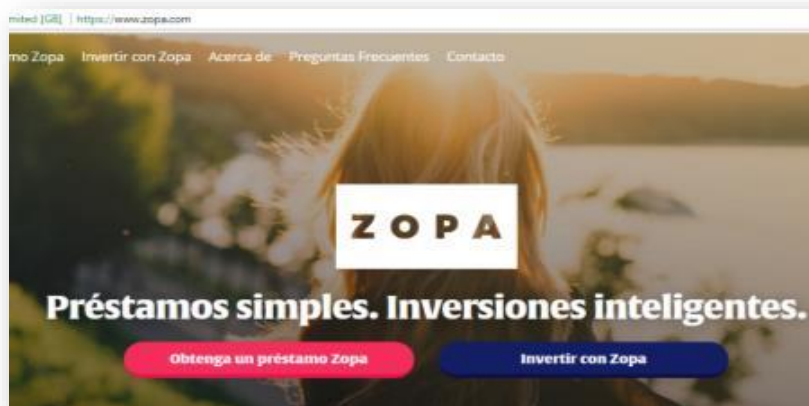 mited [GB] | https://www.zopa.com
mo Zopa Invertir con Zopa Acerca de Preguntas Frecuentes Contacto
ZOPA
Préstamos simples. Inversiones inteligentes.
Obtenga un préstamo Zopa Invertir con Zopa